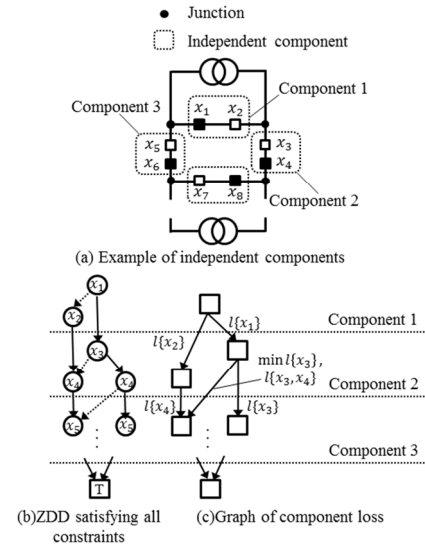 Junction
Independent component
Component 1
Component 3
x₁ x₂
x₅
x₆
x₃
x₄
x₇ x₈
Component 2
(a) Example of independent components
x₁
x₂
x₃
x₄ x₄
x₅ x₅
T
l{x₁}
l{x₂}
Component 1
min l{x₃},
l{x₃,x₄}
Component 2
l{x₄} l{x₃}
Component 3
(b)ZDD satisfying all
constraints
(c)Graph of component loss